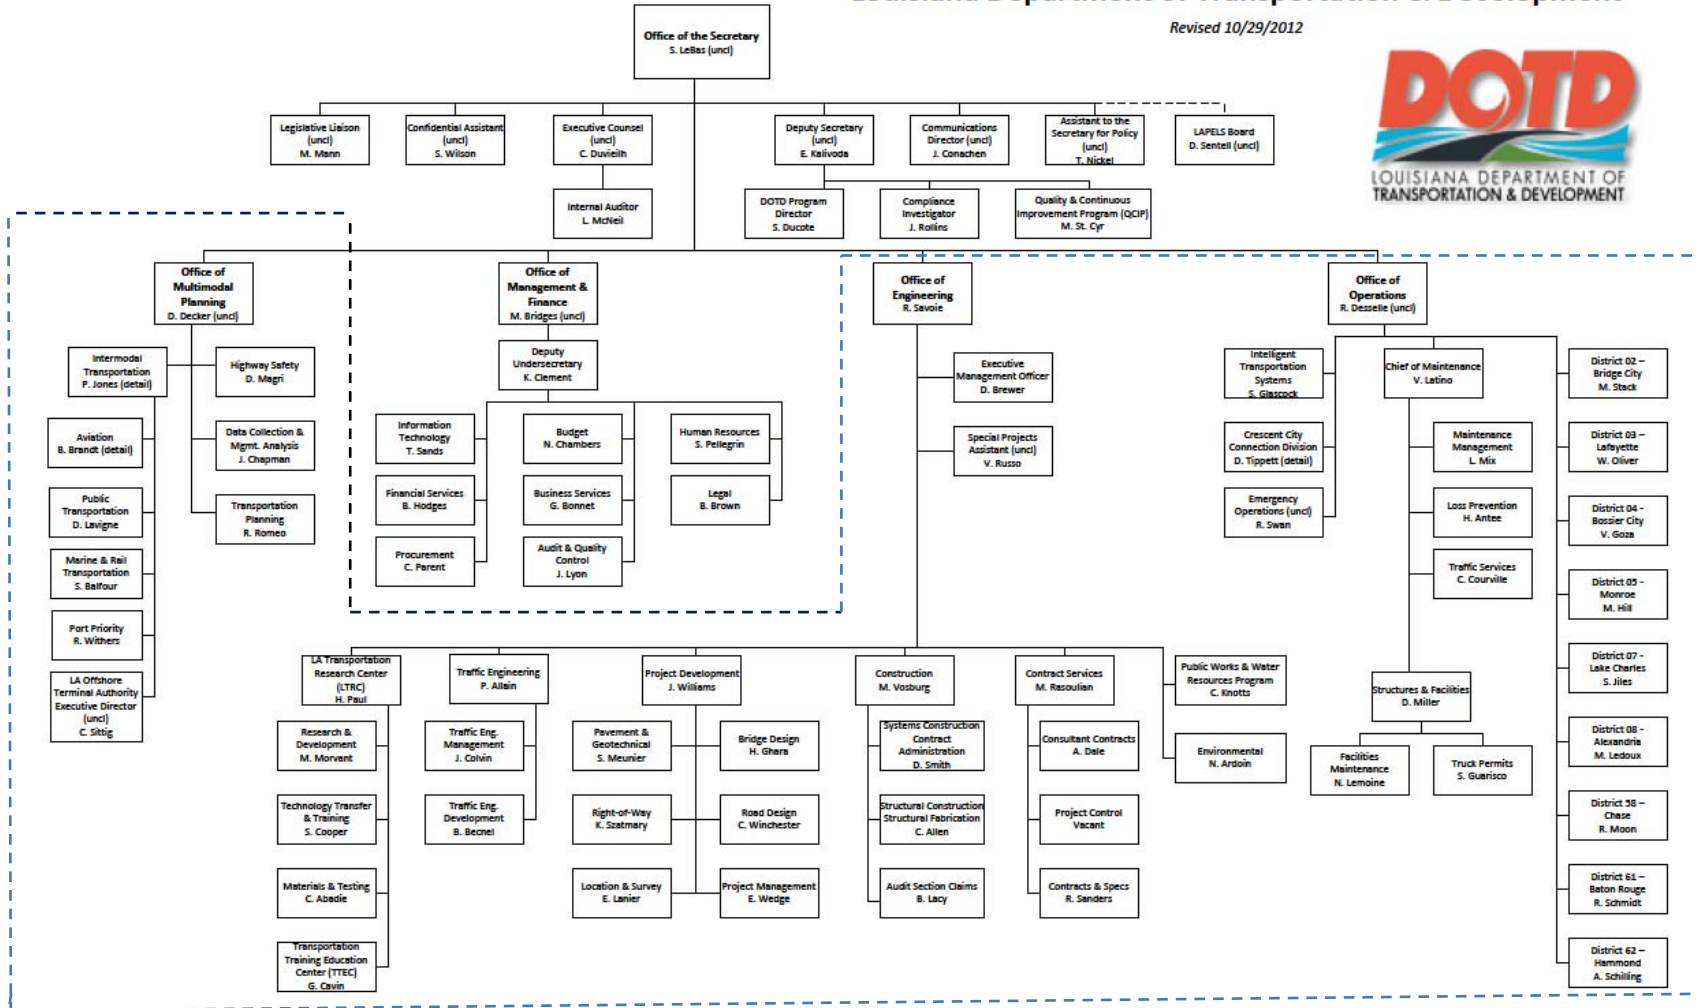 Louisiana Department of Transportation & Development
Revised 10/29/2012
DOTD
LOUISIANA DEPARTMENT OF
TRANSPORTATION & DEVELOPMENT
Office of the Secretary
S. LeBas (uncl)
Legislative Liaison
(uncl)
M. Mann
Confidential Assistant
(uncl)
S. Wilson
Executive Counsel
(uncl)
C. Duvieilh
Deputy Secretary
(uncl)
E. Kalivoda
Communications
Director (uncl)
J. Conachen
Assistant to the
Secretary for Policy
(uncl)
T. Nickel
LAPELS Board
D. Sentell (uncl)
Internal Auditor
L. McNeil
DOTD Program
Director
S. Ducote
Compliance
Investigator
J. Rollins
Quality & Continuous
Improvement Program (QCIP)
M. St. Cyr
Office of
Multimodal
Planning
D. Decker (uncl)
Office of
Management &
Finance
M. Bridges (uncl)
Office of
Engineering
R. Savoie
Office of
Operations
R. Desselle (uncl)
Intermodal
Transportation
P. Jones (detail)
Highway Safety
D. Magri
Aviation
B. Brandt (detail)
Data Collection &
Mgmt. Analysis
J. Chapman
Public
Transportation
D. Lavigne
Transportation
Planning
R. Romeo
Marine & Rail
Transportation
S. Balfour
Port Priority
R. Withers
LA Offshore
Terminal Authority
Executive Director
(uncl)
C. Sittig
Deputy
Undersecretary
K. Clement
Information
Technology
T. Sands
Budget
N. Chambers
Human Resources
S. Pellegrin
Financial Services
B. Hodges
Business Services
G. Bonnet
Legal
B. Brown
Procurement
C. Parent
Audit & Quality
Control
J. Lyon
Executive
Management Officer
D. Brewer
Special Projects
Assistant (uncl)
V. Russo
Intelligent
Transportation
Systems
S. Glascock
Chief of Maintenance
V. Latino
District 02 –
Bridge City
M. Stack
Crescent City
Connection Division
D. Tippett (detail)
Maintenance
Management
L. Mix
District 03 –
Lafayette
W. Oliver
Emergency
Operations (uncl)
R. Swan
Loss Prevention
H. Antee
District 04 -
Bossier City
V. Goza
Traffic Services
C. Courville
District 05 -
Monroe
M. Hill
District 07 -
Lake Charles
S. Jiles
Structures & Facilities
D. Miller
District 08 -
Alexandria
M. Ledoux
Facilities
Maintenance
N. Lemoine
Truck Permits
S. Guarisco
District 58 –
Chase
R. Moon
District 61 –
Baton Rouge
R. Schmidt
District 62 –
Hammond
A. Schilling
LA Transportation
Research Center
(LTRC)
H. Paul
Traffic Engineering
P. Allain
Project Development
J. Williams
Construction
M. Vosburg
Contract Services
M. Rasoulian
Public Works & Water
Resources Program
C. Knotts
Research &
Development
M. Morvant
Traffic Eng.
Management
J. Colvin
Pavement &
Geotechnical
S. Meunier
Bridge Design
H. Ghara
Systems Construction
Contract
Administration
D. Smith
Consultant Contracts
A. Dale
Environmental
N. Ardoin
Technology Transfer
& Training
S. Cooper
Traffic Eng.
Development
B. Becnel
Right-of-Way
K. Szatmary
Road Design
C. Winchester
Structural Construction
Structural Fabrication
C. Allen
Project Control
Vacant
Materials & Testing
C. Abadie
Location & Survey
E. Lanier
Project Management
E. Wedge
Audit Section Claims
B. Lacy
Contracts & Specs
R. Sanders
Transportation
Training Education
Center (TTEC)
G. Cavin